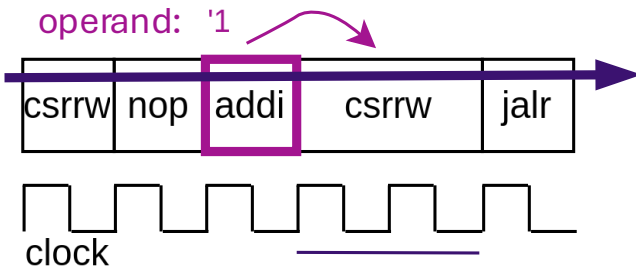 operand: '1
csrrw nop addi csrrw jalr
clock